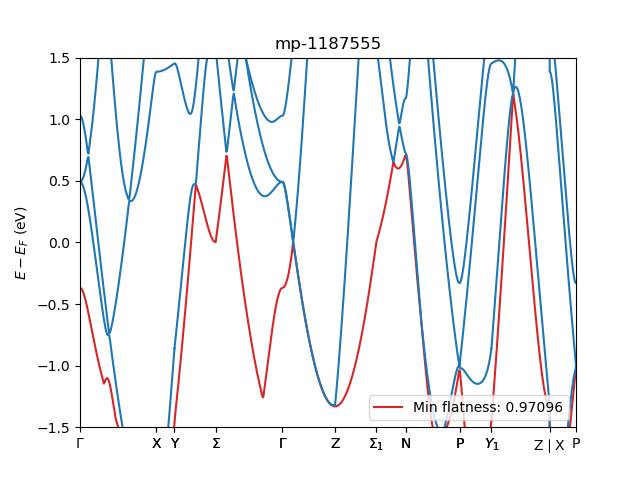 mp-1187555
E − E_F (eV)
1.5
1.0
0.5
0.0
−0.5
−1.0
−1.5
Min flatness: 0.97096
Γ X Y Σ Γ Z Σ₁ N P Y₁ Z | X P